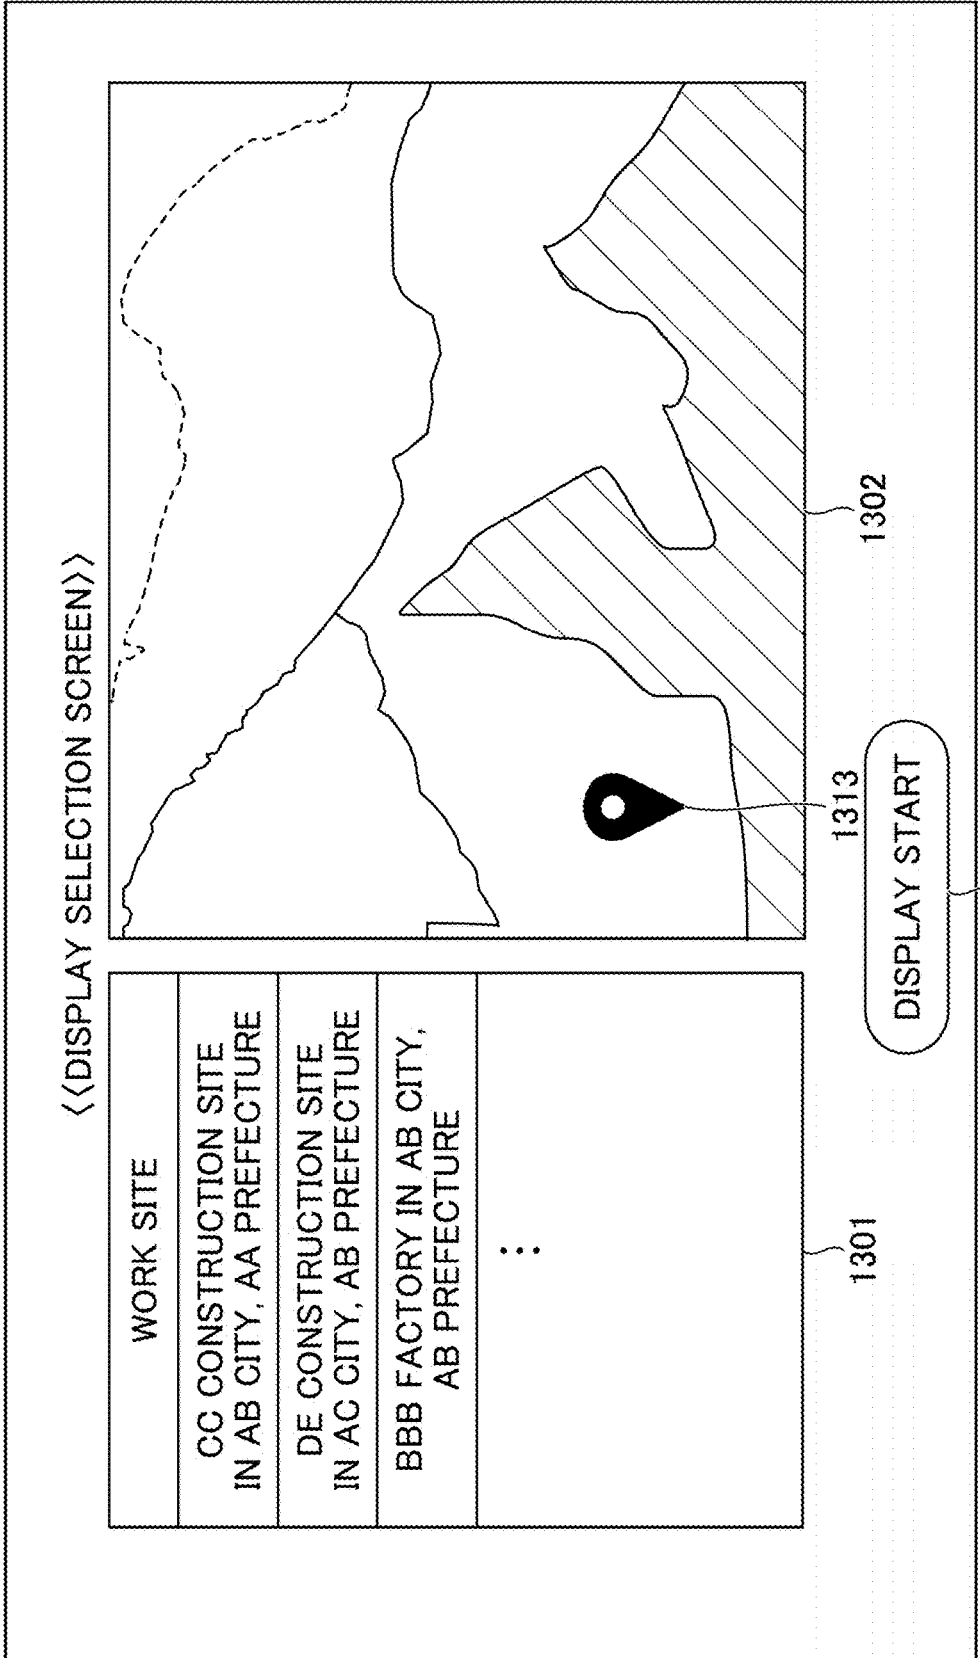 <<DISPLAY SELECTION SCREEN>>
WORK SITE
CC CONSTRUCTION SITE
IN AB CITY, AA PREFECTURE
DE CONSTRUCTION SITE
IN AC CITY, AB PREFECTURE
BBB FACTORY IN AB CITY,
AB PREFECTURE
...
1301
1302
1313
DISPLAY START